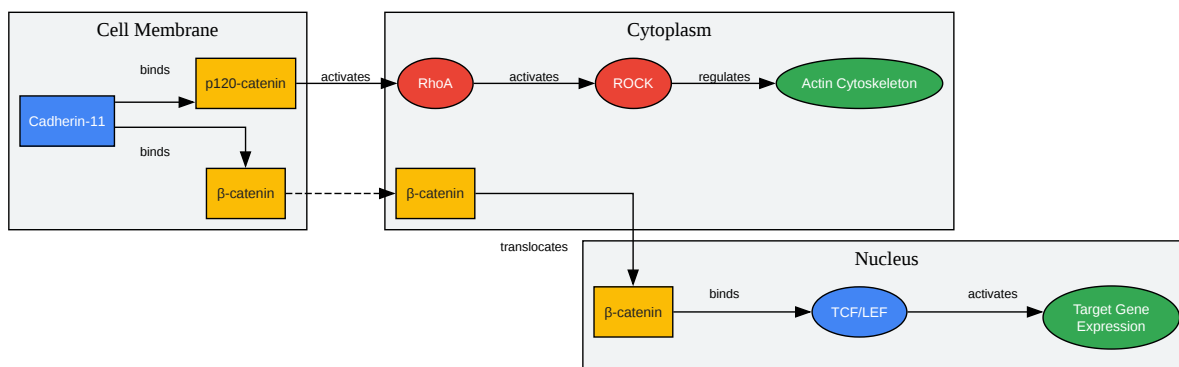 Cell Membrane
Cytoplasm
binds
p120-catenin
activates
RhoA
activates
ROCK
regulates
Actin Cytoskeleton
Cadherin-11
binds
β-catenin
β-catenin
translocates
Nucleus
β-catenin
binds
TCF/LEF
activates
Target Gene
Expression